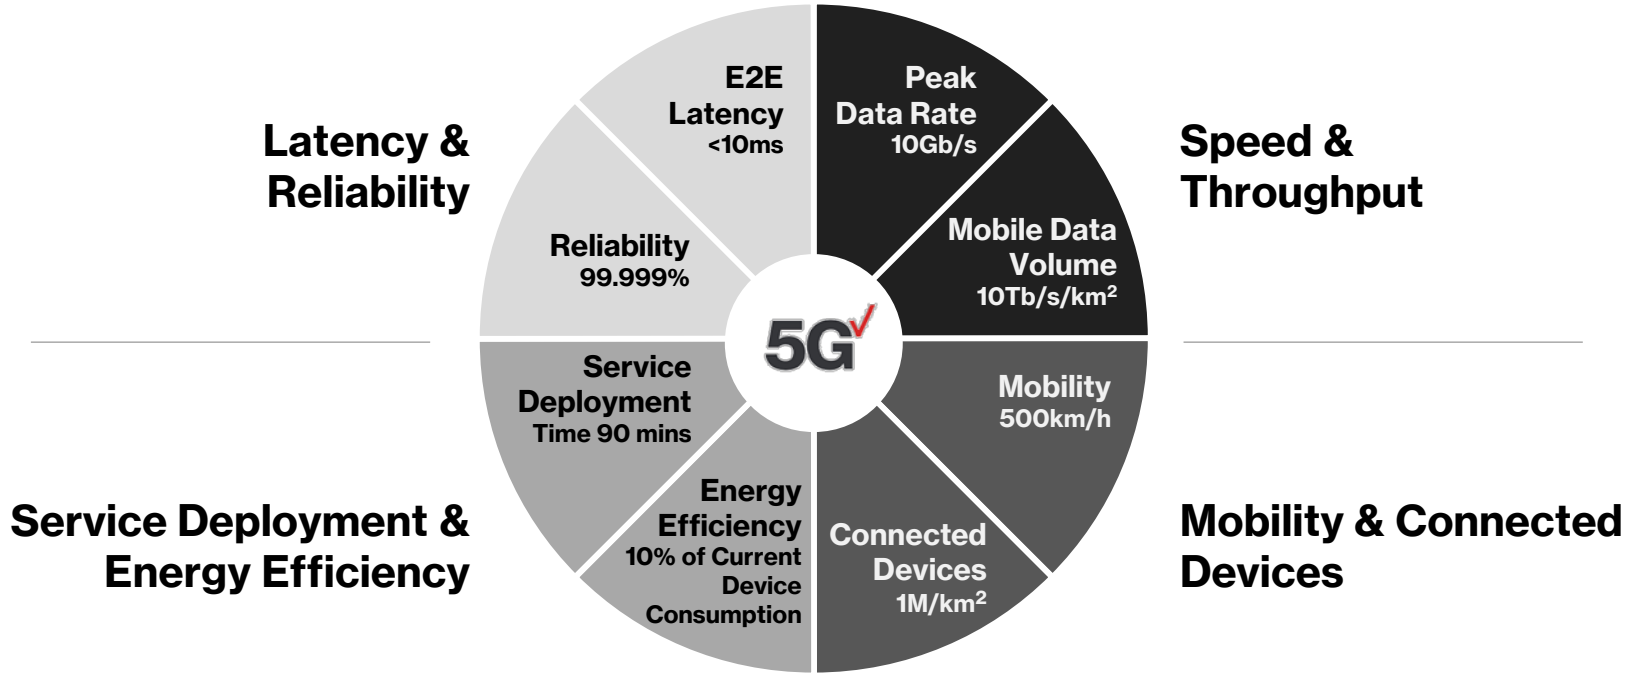 Latency &
Reliability
E2E
Latency
<10ms
Reliability
99.999%
Peak
Data Rate
10Gb/s
Mobile Data
Volume
10Tb/s/km²
Speed &
Throughput
5G
Service
Deployment
Time 90 mins
Energy
Efficiency
10% of Current
Device
Consumption
Service Deployment &
Energy Efficiency
Mobility
500km/h
Connected
Devices
1M/km²
Mobility & Connected
Devices